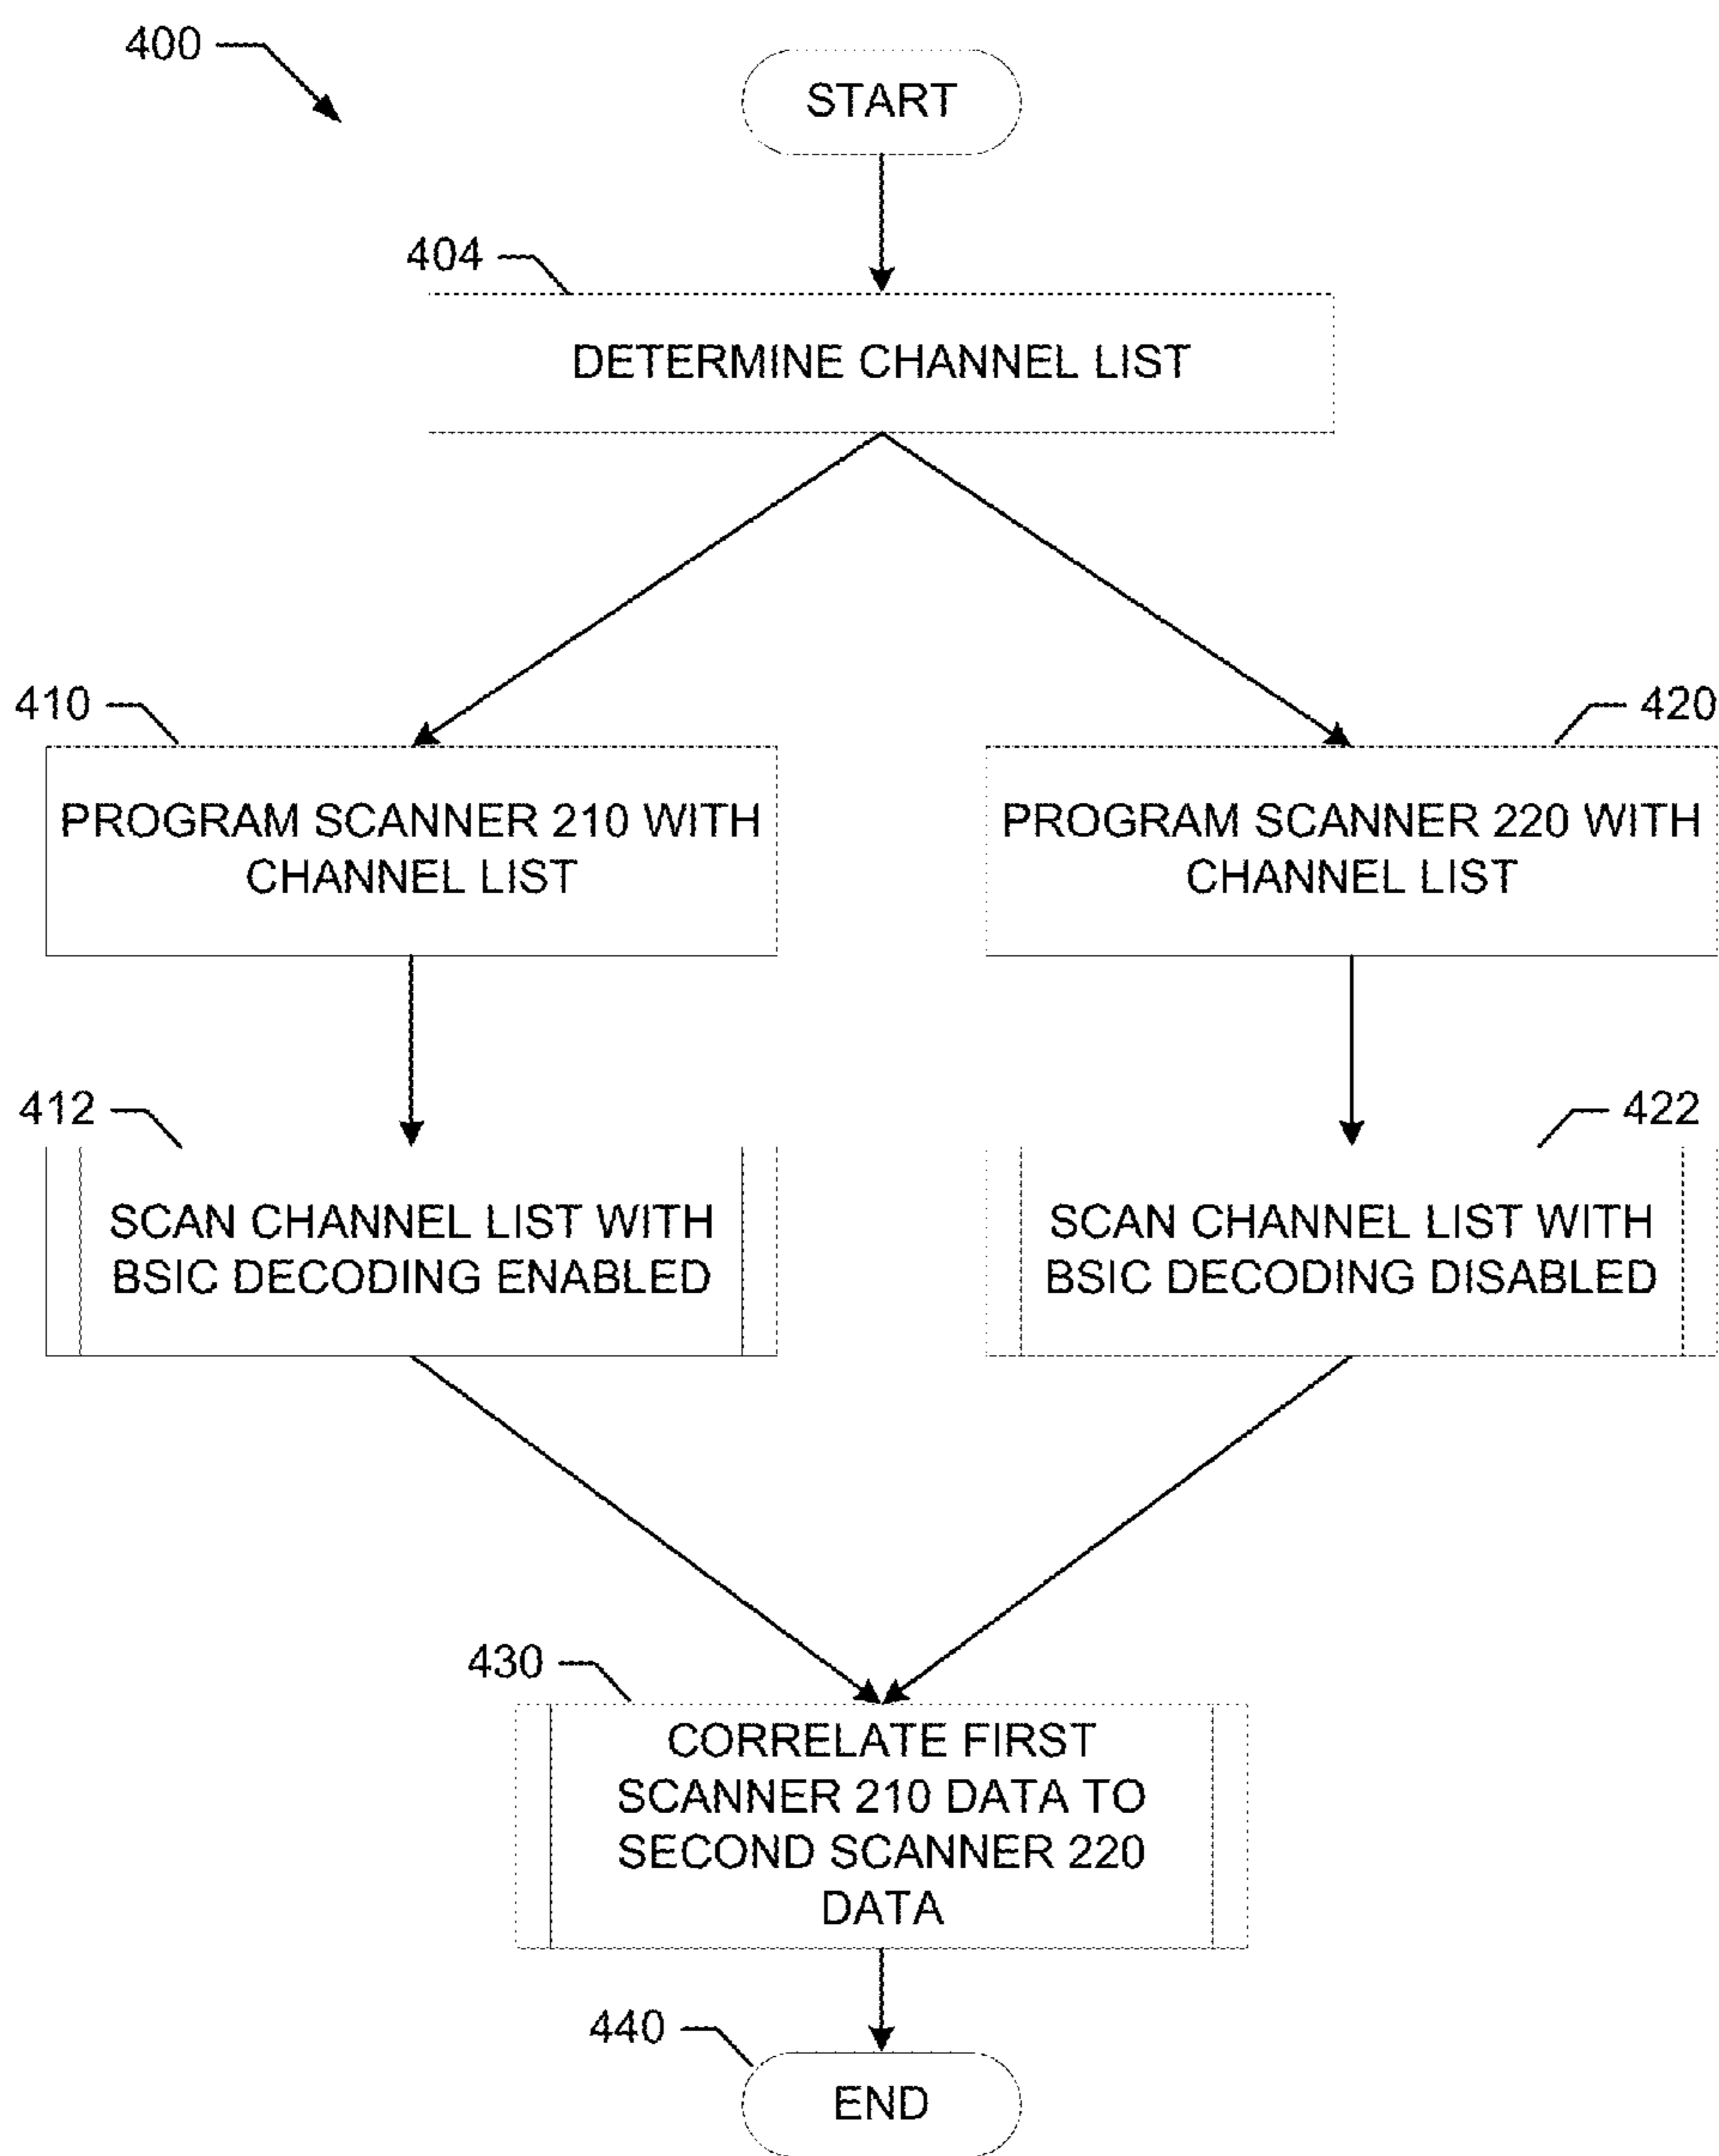 400
START
404
DETERMINE CHANNEL LIST
410
420
PROGRAM SCANNER 210 WITH
CHANNEL LIST
PROGRAM SCANNER 220 WITH
CHANNEL LIST
412
422
SCAN CHANNEL LIST WITH
BSIC DECODING ENABLED
SCAN CHANNEL LIST WITH
BSIC DECODING DISABLED
430
CORRELATE FIRST
SCANNER 210 DATA TO
SECOND SCANNER 220
DATA
440
END